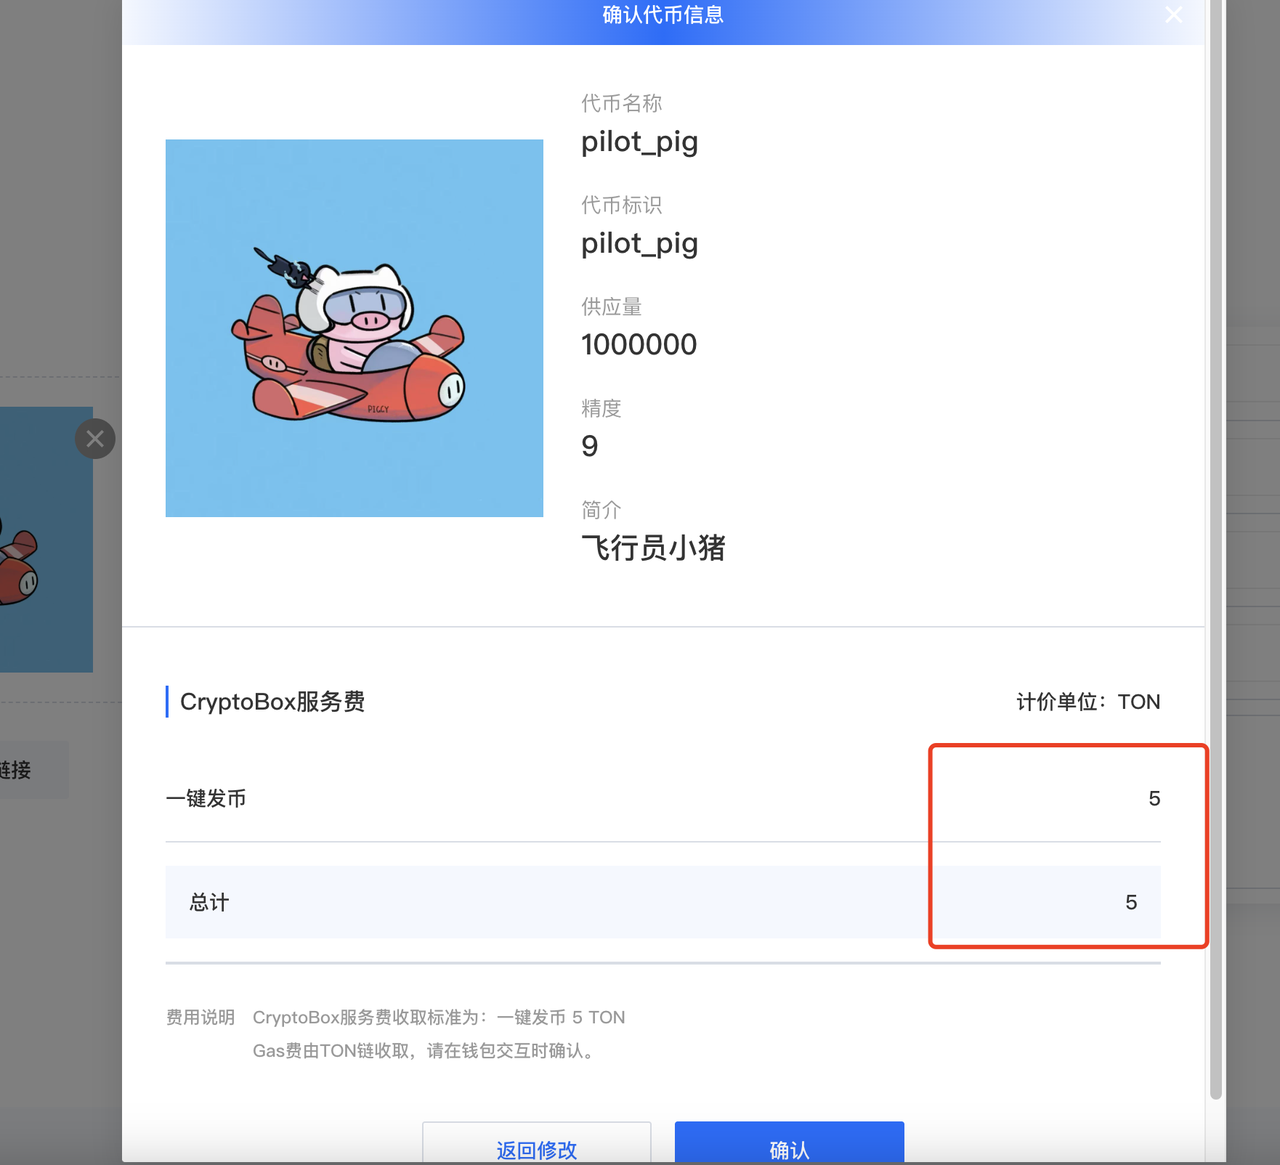 确认代币信息
代币名称
pilot_pig
代币标识
pilot_pig
供应量
1000000
精度
9
简介
飞行员小猪
PIGGY
链接
CryptoBox服务费
计价单位：TON
一键发币 5
总计 5
费用说明 CryptoBox服务费收取标准为：一键发币 5 TON
Gas费由TON链收取，请在钱包交互时确认。
返回修改 确认